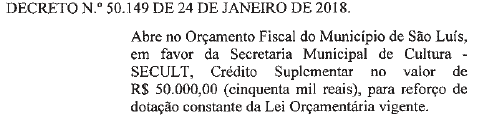 DECRETO N.º 50.149 DE 24 DE JANEIRO DE 2018.
Abre no Orçamento Fiscal do Município de São Luís,
em favor da Secretaria Municipal de Cultura -
SECULT, Crédito Suplementar no valor de
R$ 50.000,00 (cinquenta mil reais), para reforço de
dotação constante da Lei Orçamentária vigente.